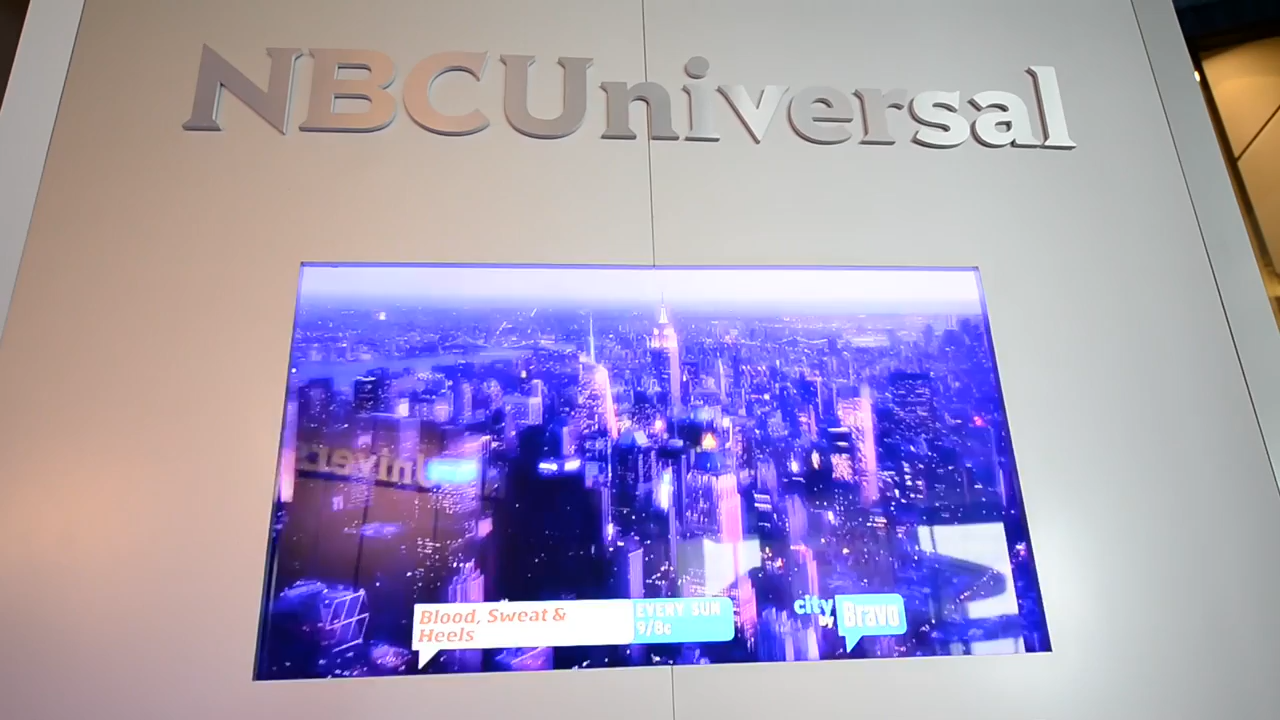 NBCUniversal
Blood, Sweat &
Heels
EVERY SUN
9/8c
city
by
Bravo